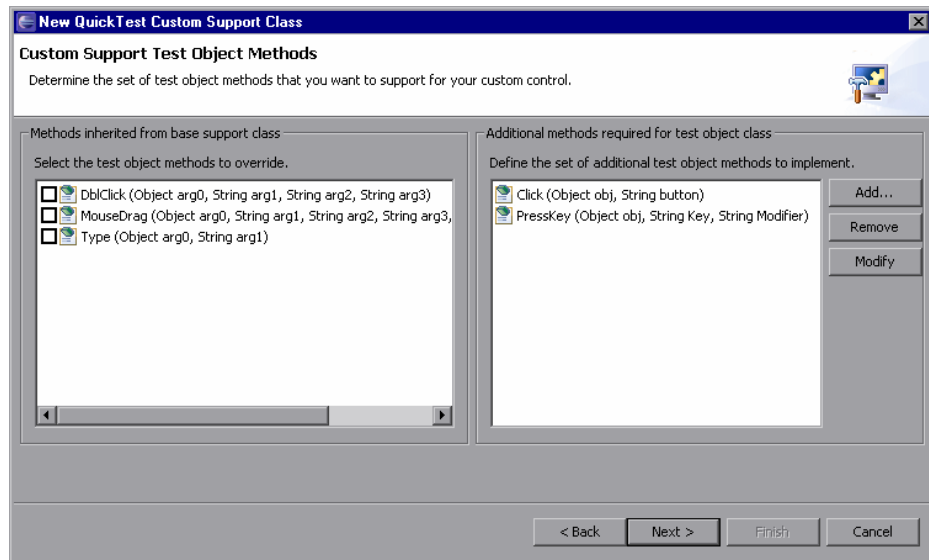 New QuickTest Custom Support Class
Custom Support Test Object Methods
Determine the set of test object methods that you want to support for your custom control.
Methods inherited from base support class
Select the test object methods to override.
DblClick (Object arg0, String arg1, String arg2, String arg3)
MouseDrag (Object arg0, String arg1, String arg2, String arg3,
Type (Object arg0, String arg1)
Additional methods required for test object class
Define the set of additional test object methods to implement.
Click (Object obj, String button)
PressKey (Object obj, String Key, String Modifier)
Add...
Remove
Modify
< Back
Next >
Finish
Cancel